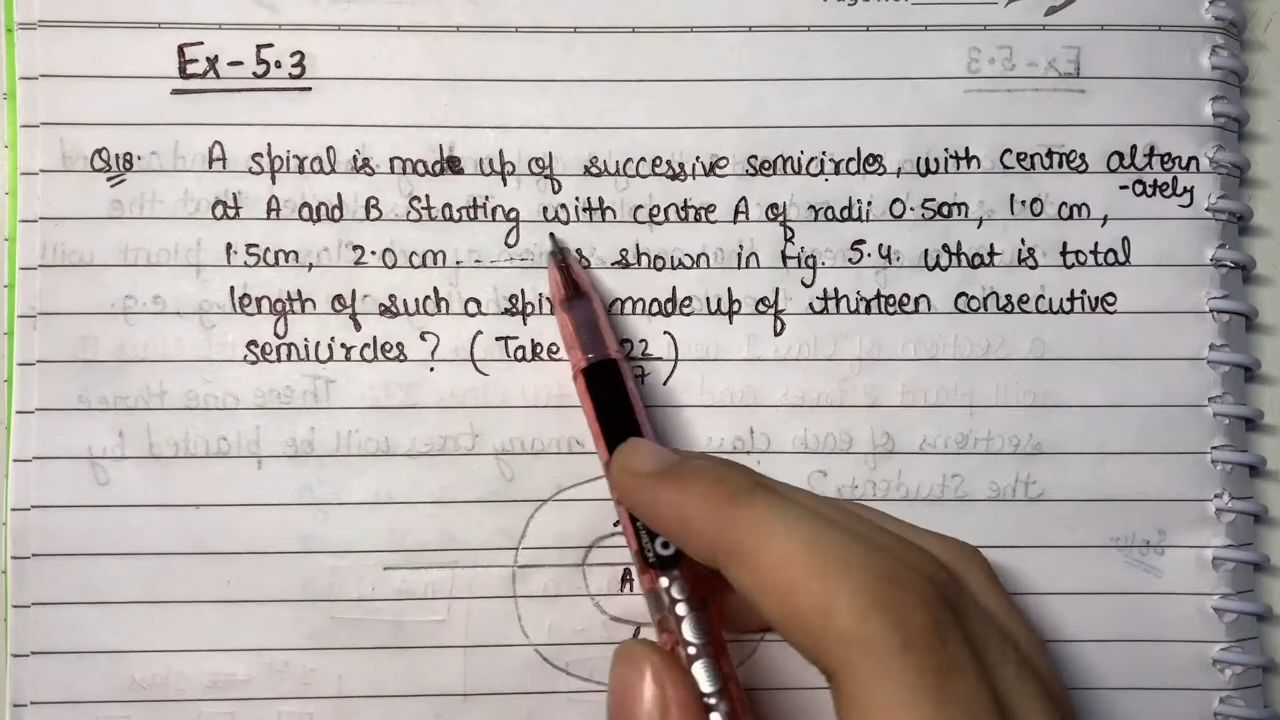 Ex-5.3
Q18. A spiral is made up of successive semicircles, with centres altern
-ately
at A and B Starting with centre A of radii 0.5cm, 1.0 cm,
1.5cm, 2.0 cm ....... shown in Fig. 5.4. What is total
length of such a made up of thirteen consecutive
semicircles? (Take 22/7)
A